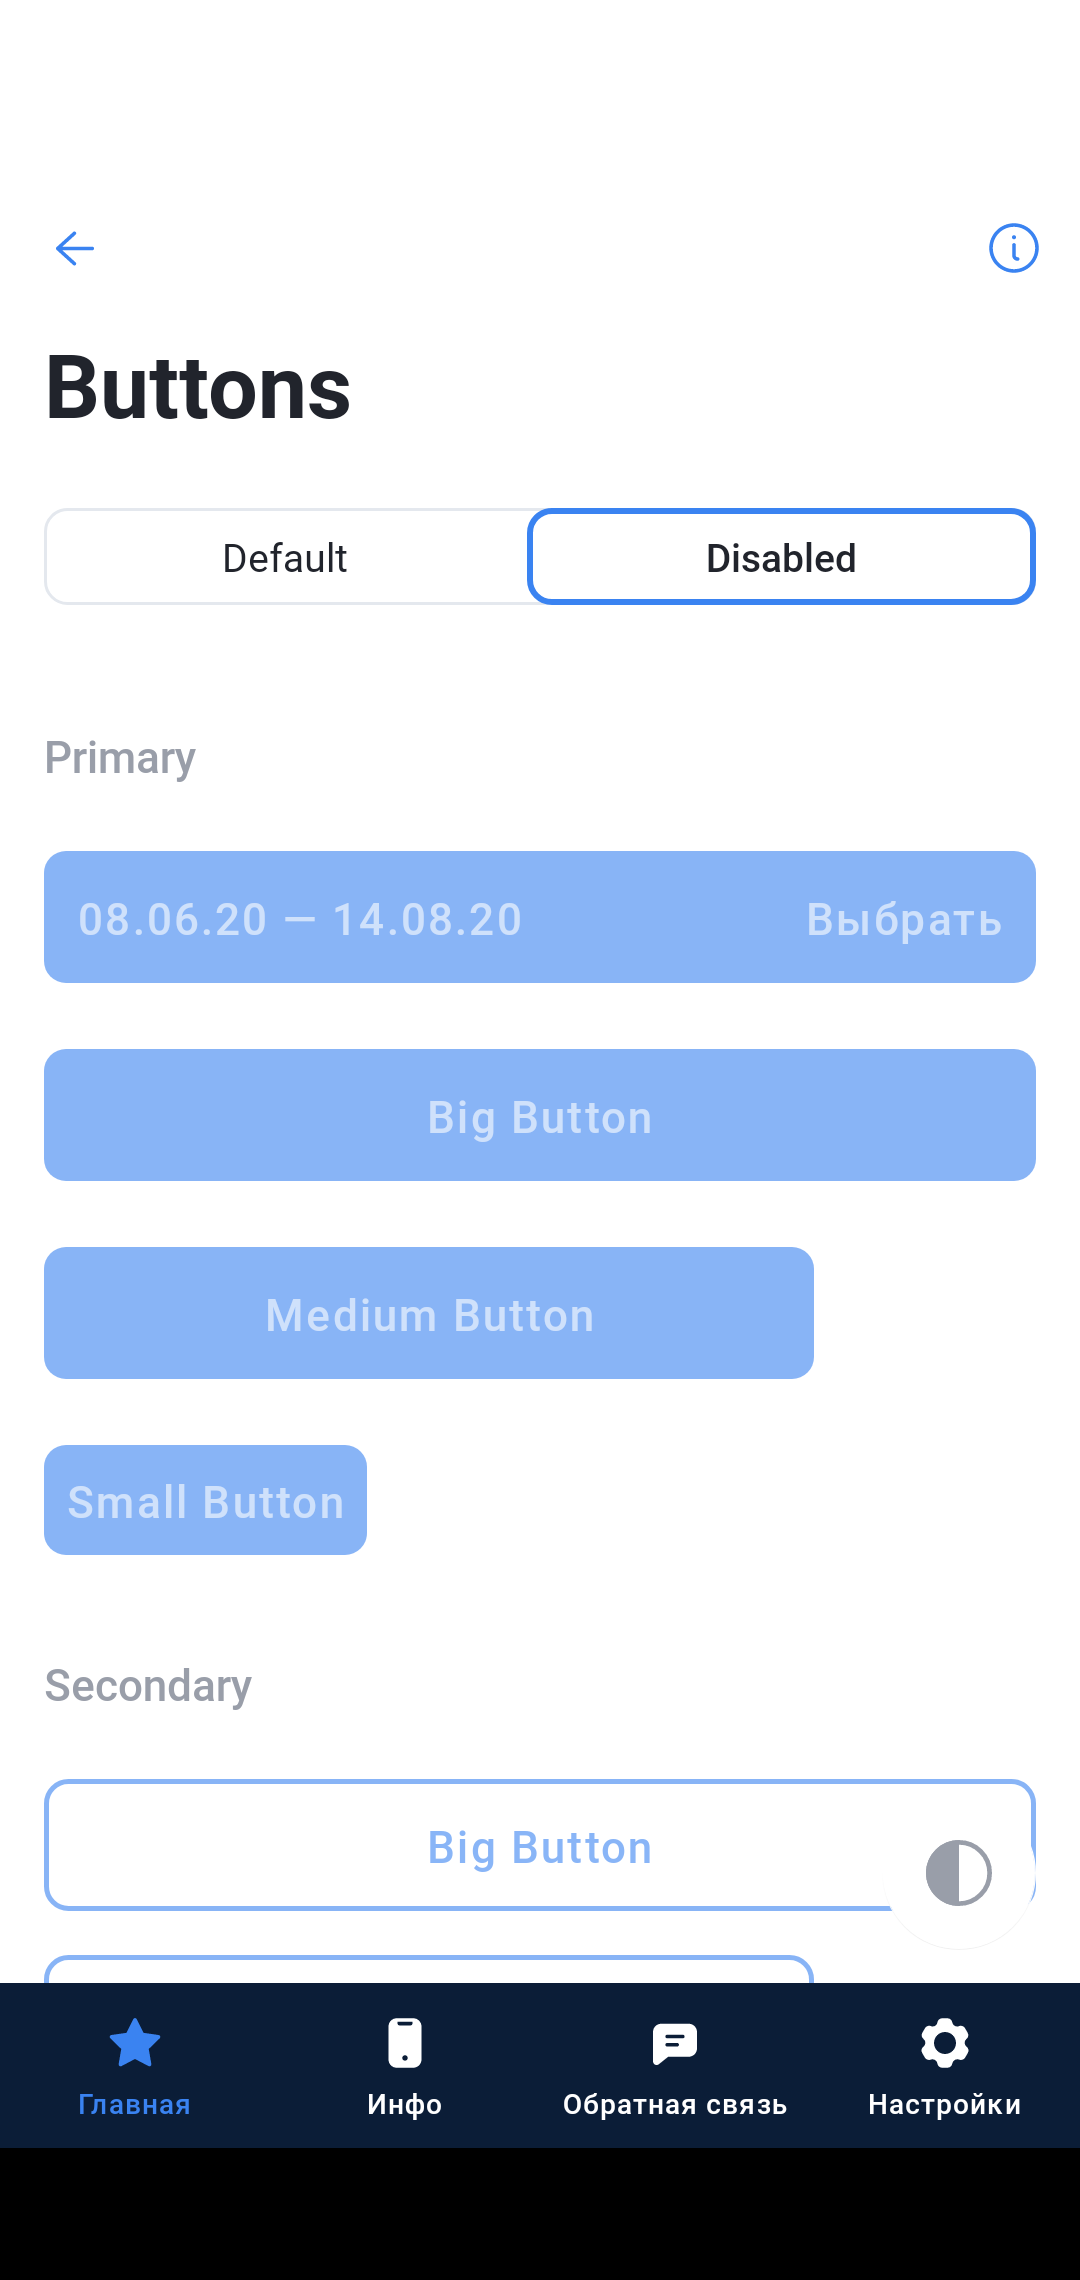 Buttons
Default Disabled
Primary
08.06.20 — 14.08.20 Выбрать
Big Button
Medium Button
Small Button
Secondary
Big Button
Главная Инфо Обратная связь Настройки